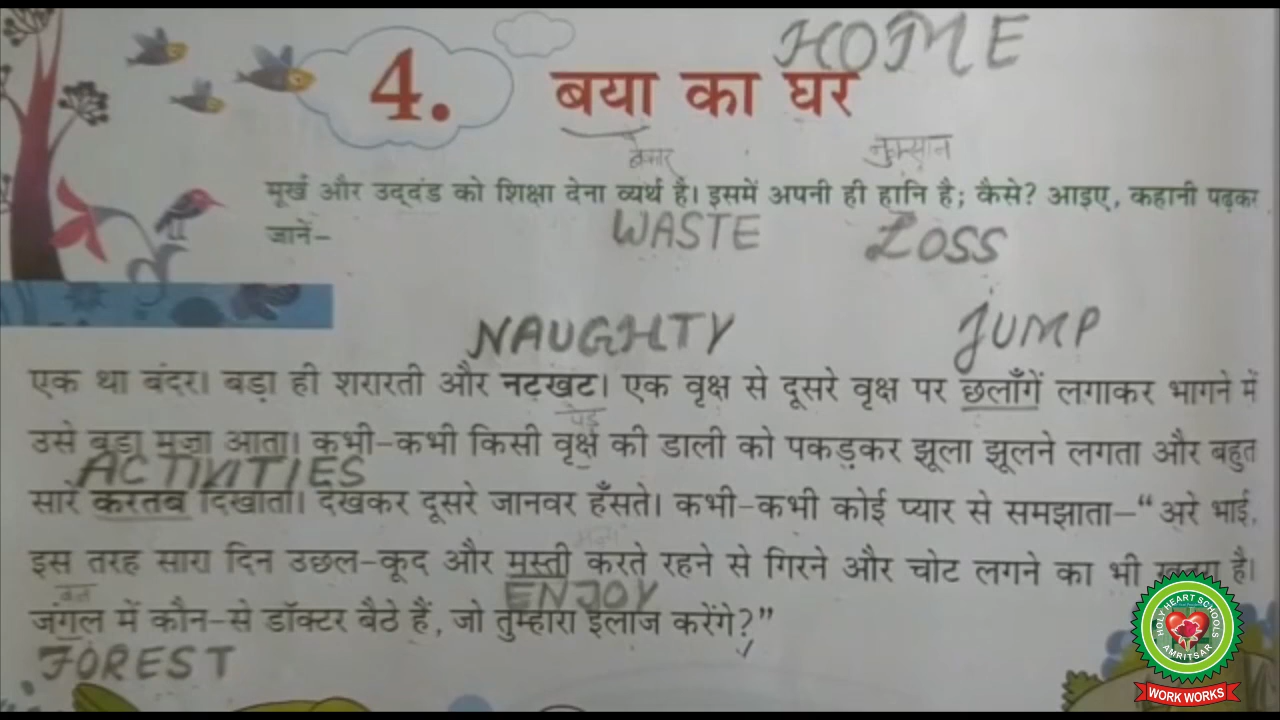 HOME
4. बया का घर
बेकार नुकसान
मूर्ख और उद्दंड को शिक्षा देना व्यर्थ है। इसमें अपनी ही हानि है; कैसे? आइए, कहानी पढ़कर
जानें–
WASTE LOSS
NAUGHTY JUMP
एक था बंदर। बड़ा ही शरारती और नटखट। एक वृक्ष से दूसरे वृक्ष पर छलाँगें लगाकर भागने में
पेड़
उसे बड़ा मज़ा आता। कभी-कभी किसी वृक्ष की डाली को पकड़कर झूला झूलने लगता और बहुत
ACTIVITIES
सारे करतब दिखाता। देखकर दूसरे जानवर हँसते। कभी-कभी कोई प्यार से समझाता–“अरे भाई,
इस तरह सारा दिन उछल-कूद और मस्ती करते रहने से गिरने और चोट लगने का भी खतरा है।
वन ENJOY
जंगल में कौन-से डॉक्टर बैठे हैं, जो तुम्हारा इलाज करेंगे?”
FOREST
HOLY HEART SCHOOLS
AMRITSAR
WORK WORKS